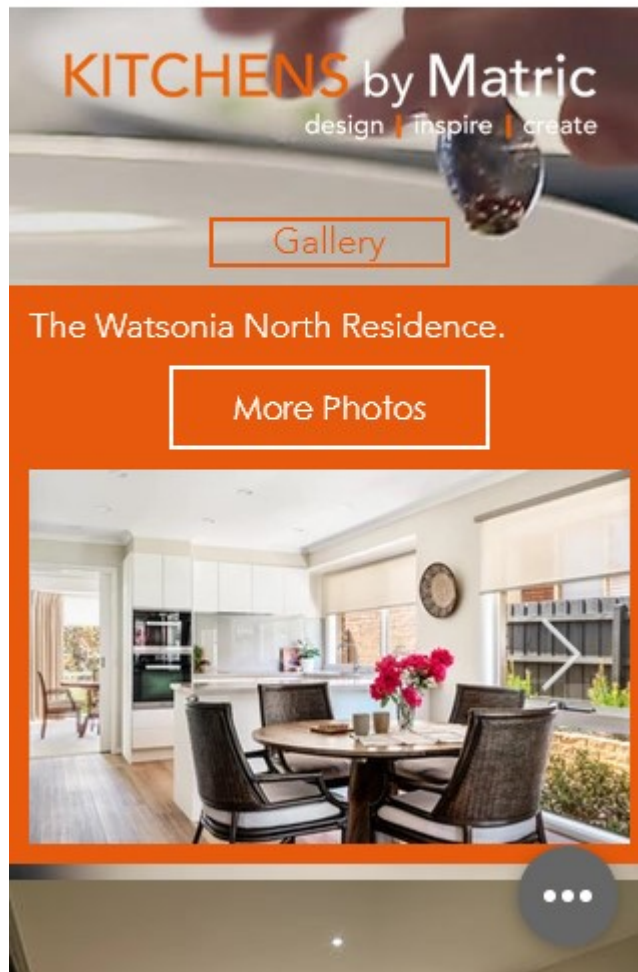 KITCHENS by Matric
design | inspire | create
Gallery
The Watsonia North Residence.
More Photos